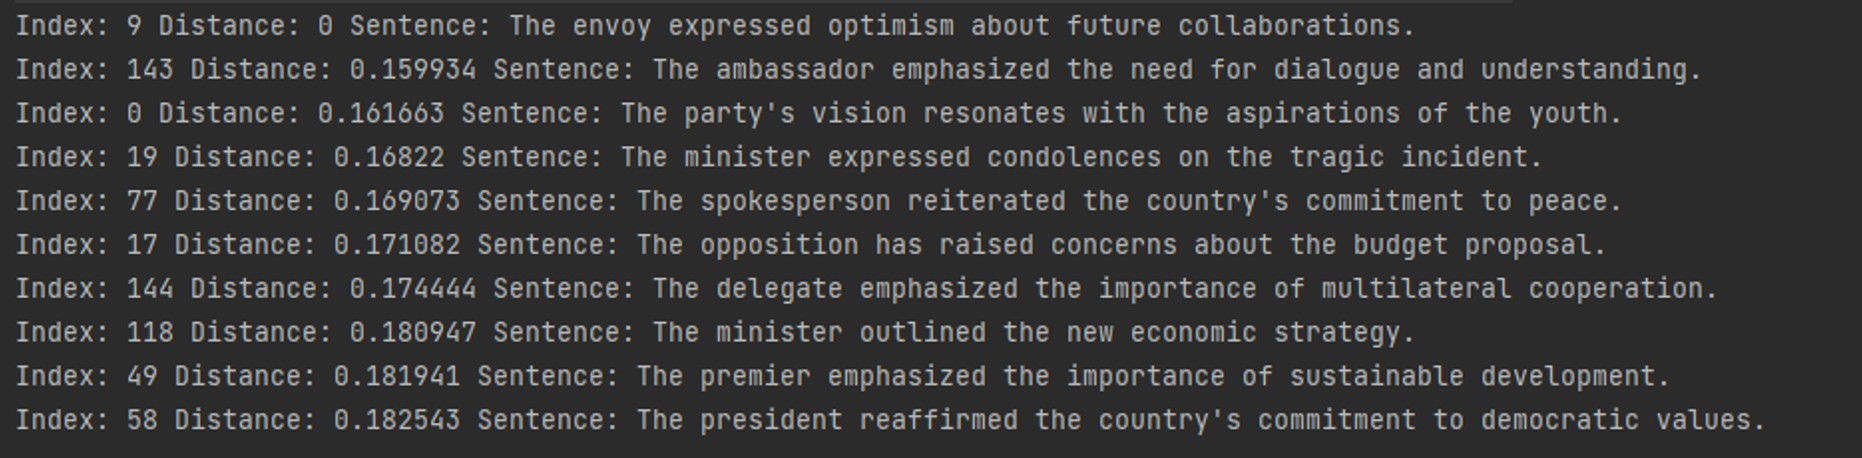 Index: 9 Distance: 0 Sentence: The envoy expressed optimism about future collaborations.
Index: 143 Distance: 0.159934 Sentence: The ambassador emphasized the need for dialogue and understanding.
Index: 0 Distance: 0.161663 Sentence: The party's vision resonates with the aspirations of the youth.
Index: 19 Distance: 0.16822 Sentence: The minister expressed condolences on the tragic incident.
Index: 77 Distance: 0.169073 Sentence: The spokesperson reiterated the country's commitment to peace.
Index: 17 Distance: 0.171082 Sentence: The opposition has raised concerns about the budget proposal.
Index: 144 Distance: 0.174444 Sentence: The delegate emphasized the importance of multilateral cooperation.
Index: 118 Distance: 0.180947 Sentence: The minister outlined the new economic strategy.
Index: 49 Distance: 0.181941 Sentence: The premier emphasized the importance of sustainable development.
Index: 58 Distance: 0.182543 Sentence: The president reaffirmed the country's commitment to democratic values.